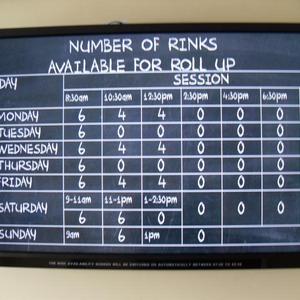 NUMBER OF RINKS
AVAILABLE FOR ROLL UP
DAY SESSION
8:30am 10:30am 12:30pm 2:30pm 4:30pm 6:30pm
MONDAY 6 4 4 0 0 0
TUESDAY 6 0 0 0 0 0
WEDNESDAY 6 4 4 0 0 0
THURSDAY 6 0 0 0 0 0
FRIDAY 6 4 4 0 0 0
9-11am 11-1pm 1-2:30pm
SATURDAY 0 0 0
6 6 0
SUNDAY 9am 6 1pm 0 0 0